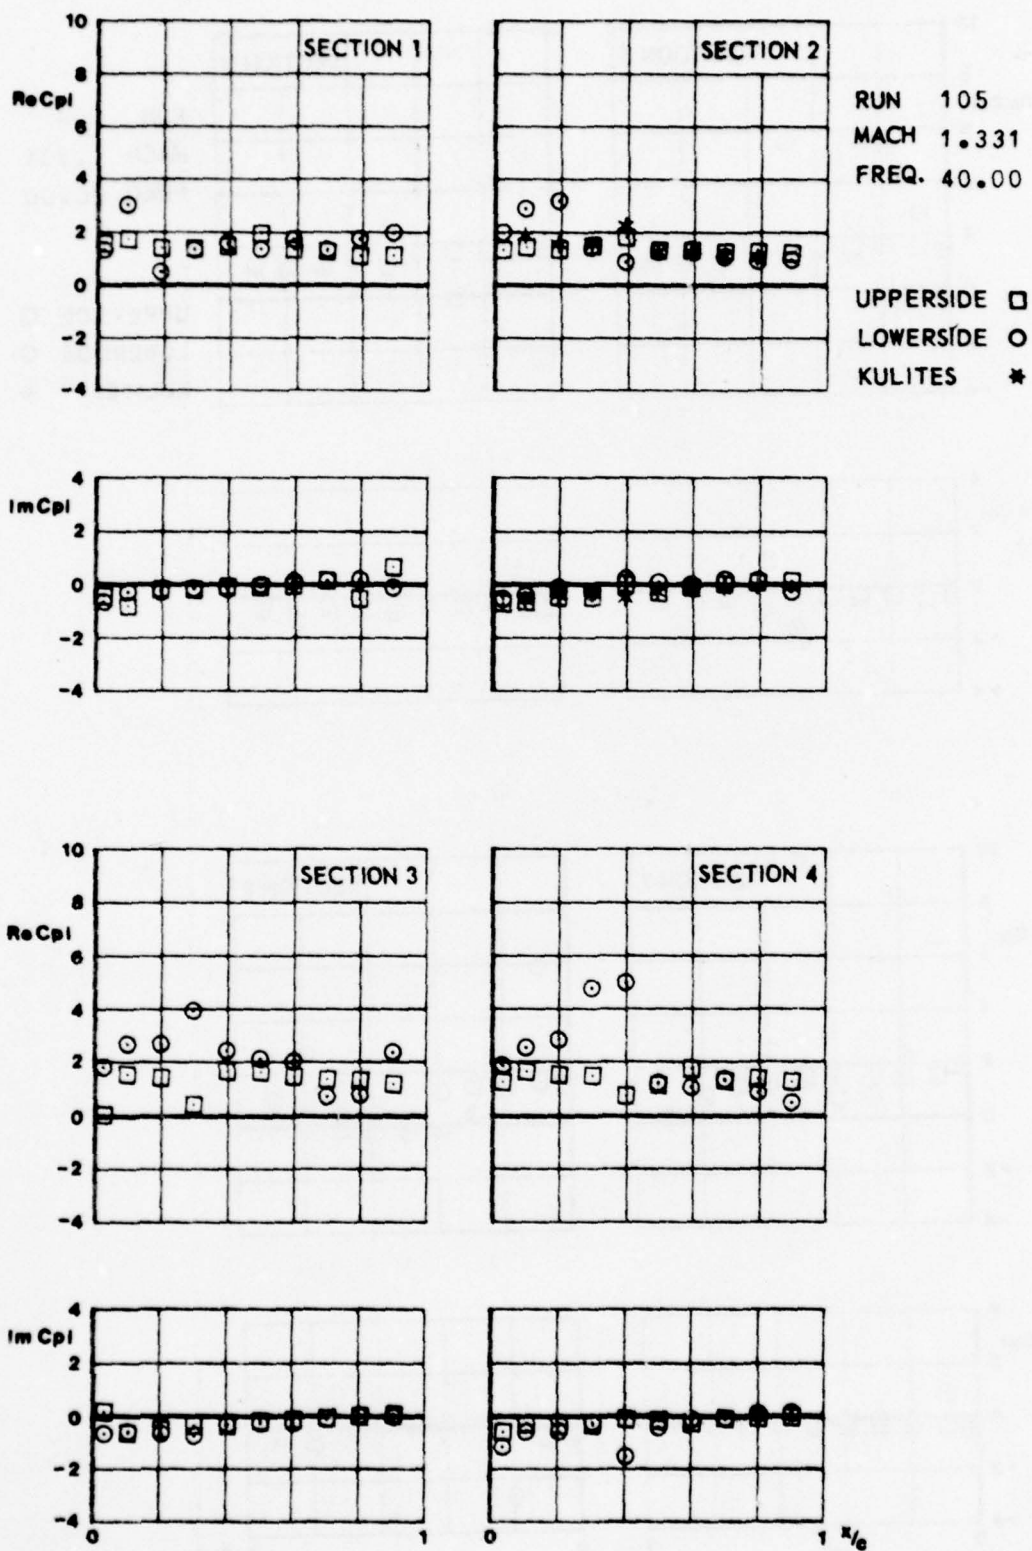 SECTION 1
10
8
ReCpl
6
4
2
0
-2
-4
SECTION 2
RUN 105
MACH 1.331
FREQ. 40.00
UPPERSIDE
LOWERSIDE
KULITES *
4
ImCpl
2
0
-2
-4
SECTION 3
10
8
ReCpl
6
4
2
0
-2
-4
SECTION 4
4
ImCpl
2
0
-2
-4
0 1
0 1 x/c